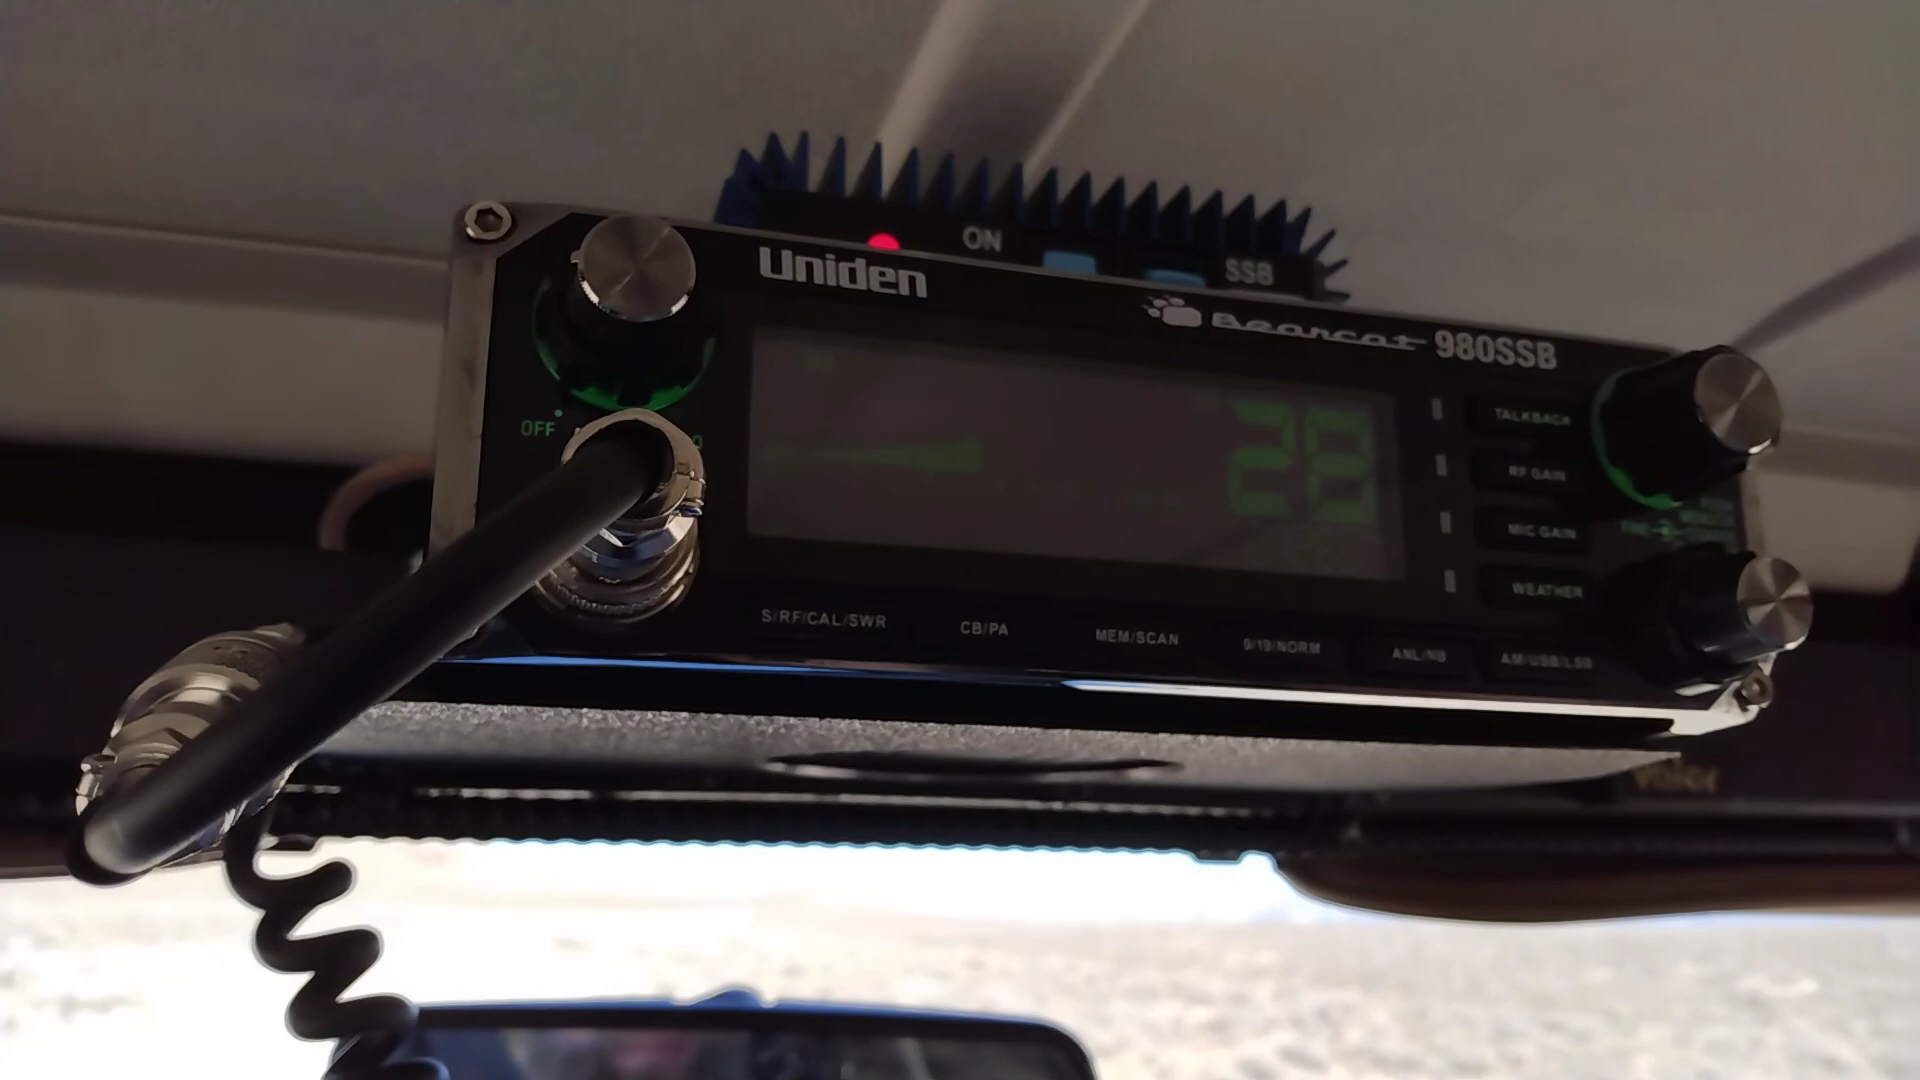 ON
SSB
Uniden
Bearcat 980SSB
OFF
28
TALKBACK
RF GAIN
MIC GAIN
WEATHER
S/RF/CAL/SWR
CB/PA
MEM/SCAN
9/19/NORM
ANL/NB
AM/USB/LSB